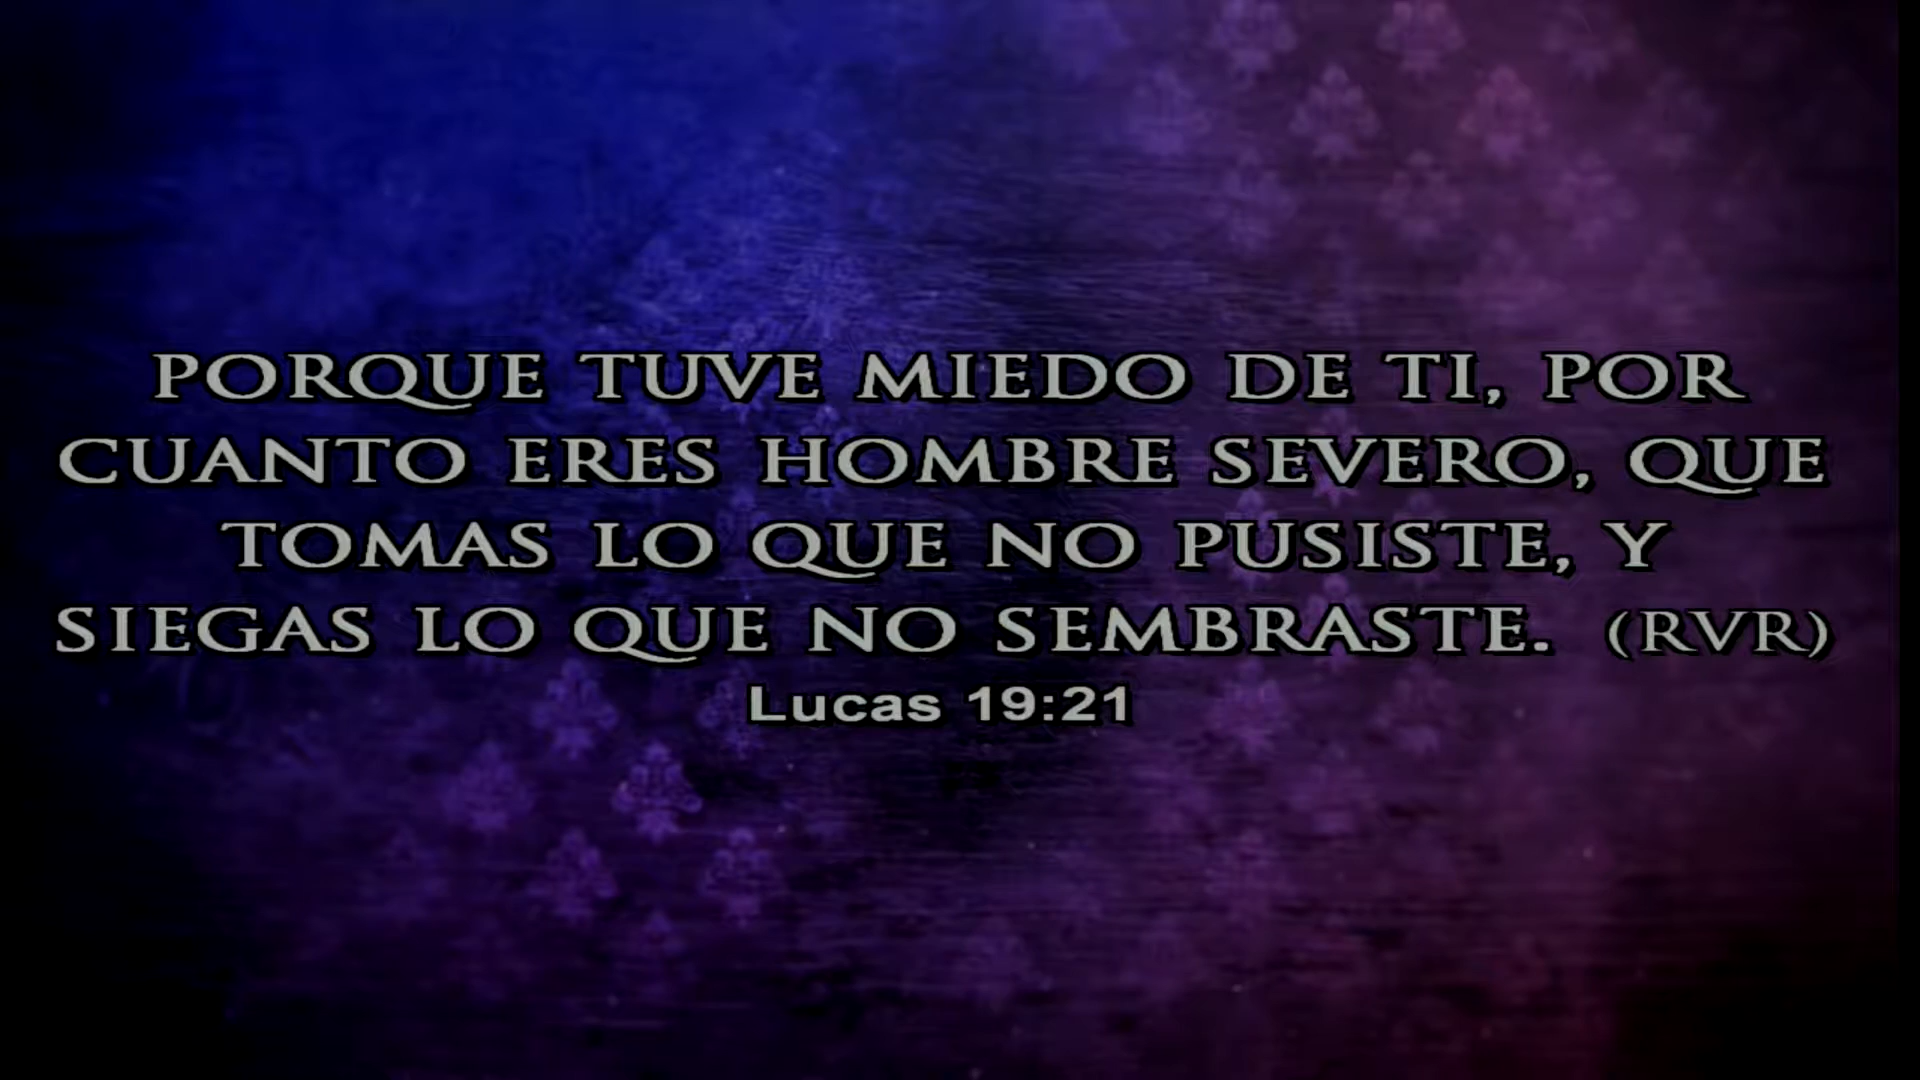 PORQUE TUVE MIEDO DE TI, POR
CUANTO ERES HOMBRE SEVERO, QUE
TOMAS LO QUE NO PUSISTE, Y
SIEGAS LO QUE NO SEMBRASTE. (RVR)
Lucas 19:21